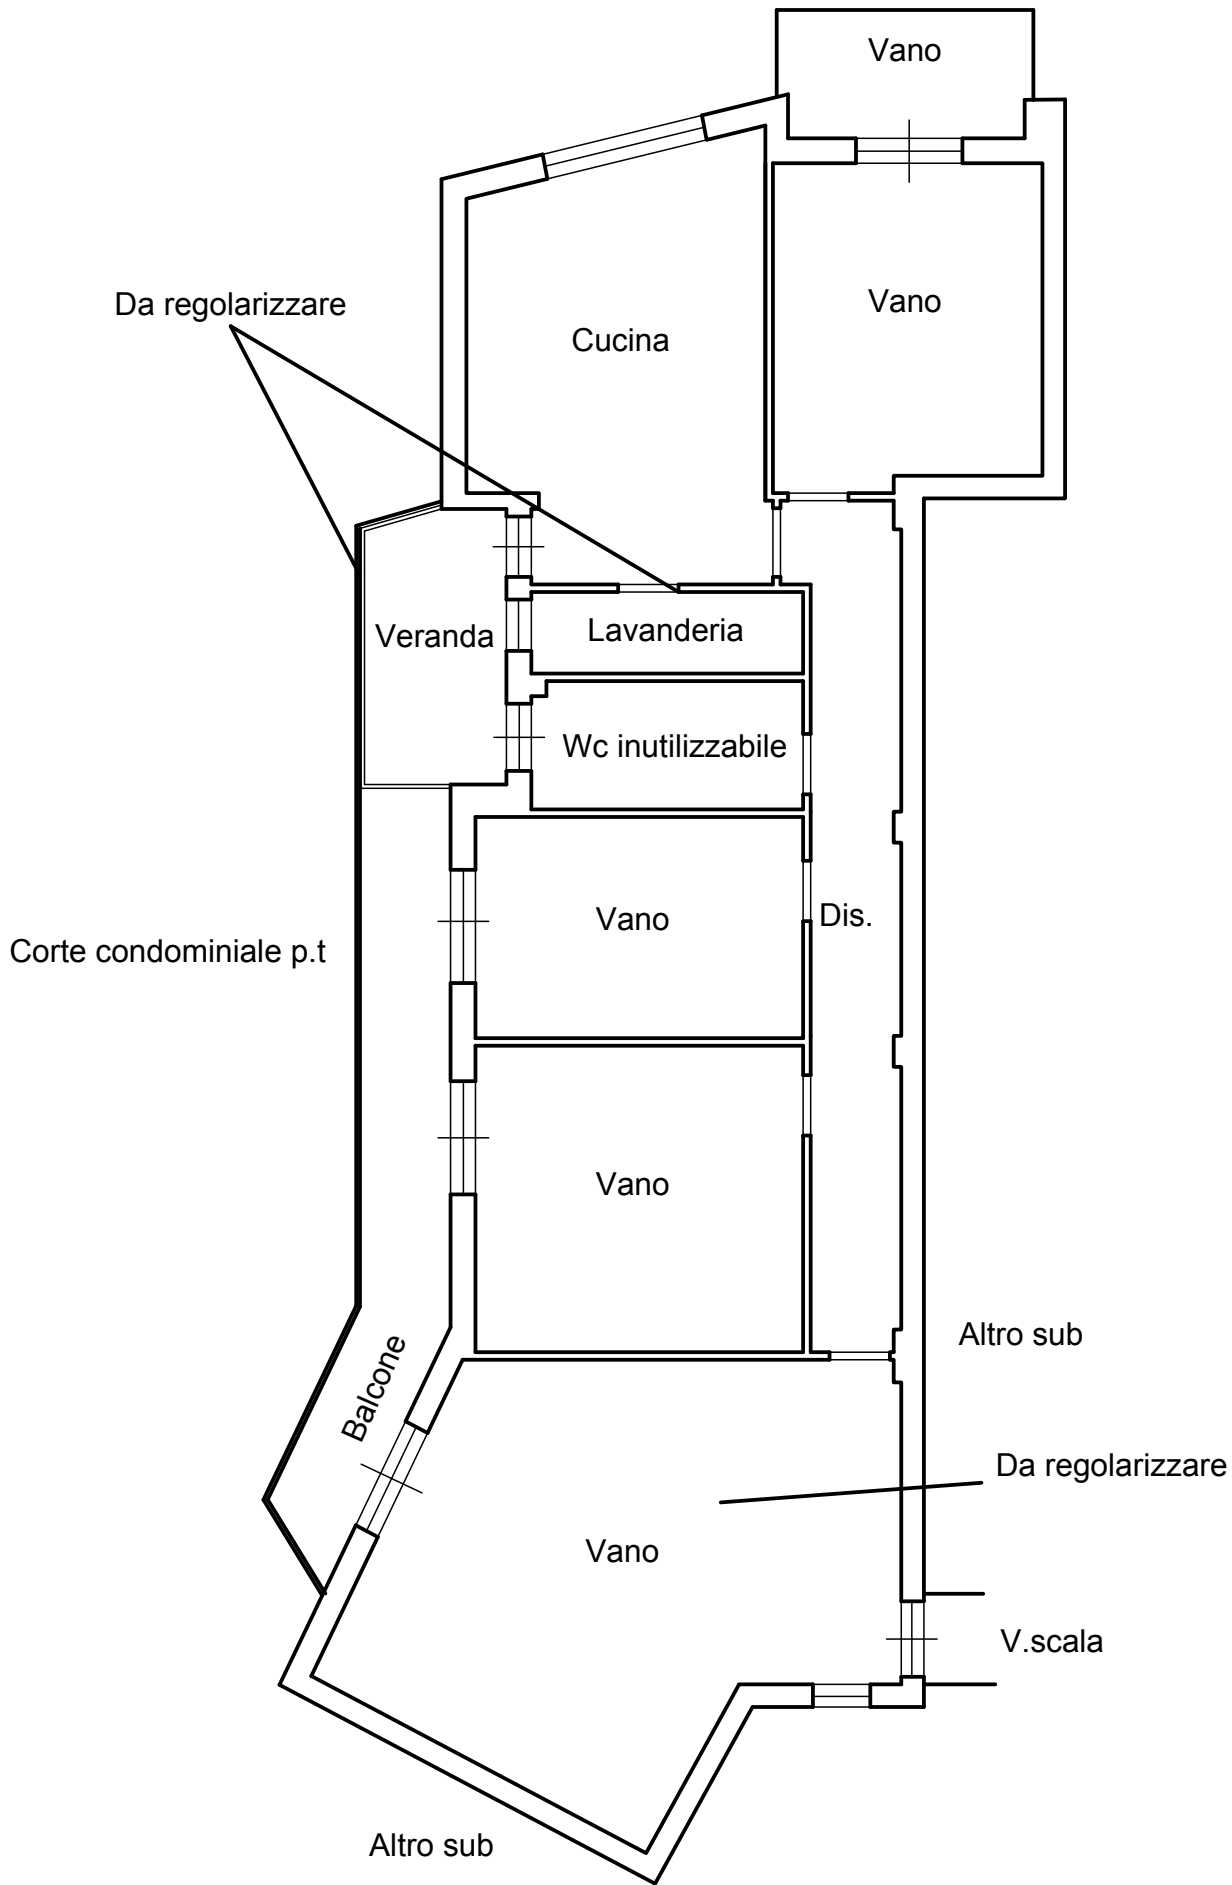 Vano
Da regolarizzare
Cucina
Vano
Veranda
Lavanderia
Wc inutilizzabile
Corte condominiale p.t
Vano
Dis.
Vano
Balcone
Altro sub
Da regolarizzare
Vano
V.scala
Altro sub